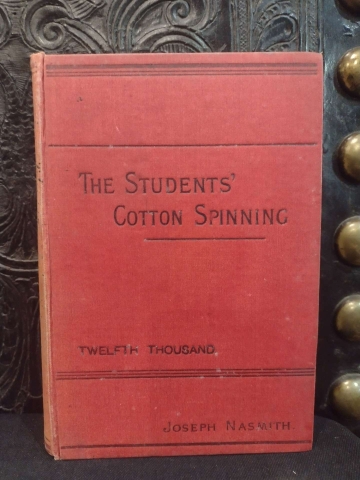 THE STUDENTS'
COTTON SPINNING
TWELFTH THOUSAND
JOSEPH NASMITH